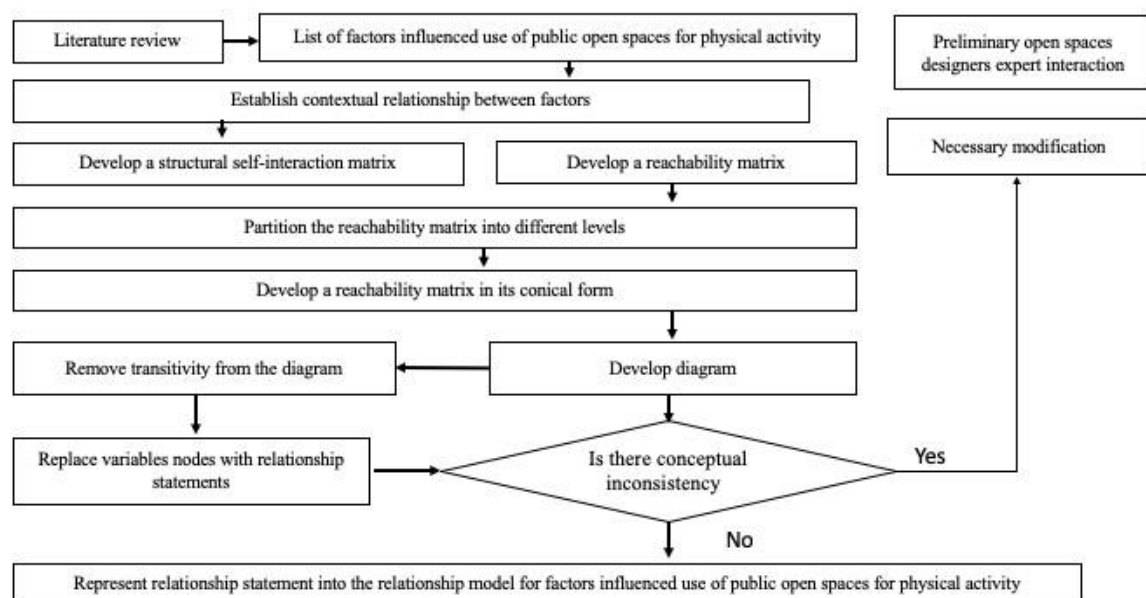 Literature review
List of factors influenced use of public open spaces for physical activity
Preliminary open spaces
designers expert interaction
Establish contextual relationship between factors
Necessary modification
Develop a structural self-interaction matrix
Develop a reachability matrix
Partition the reachability matrix into different levels
Develop a reachability matrix in its conical form
Remove transitivity from the diagram
Develop diagram
Replace variables nodes with relationship
statements
Is there conceptual
inconsistency
Yes
No
Represent relationship statement into the relationship model for factors influenced use of public open spaces for physical activity